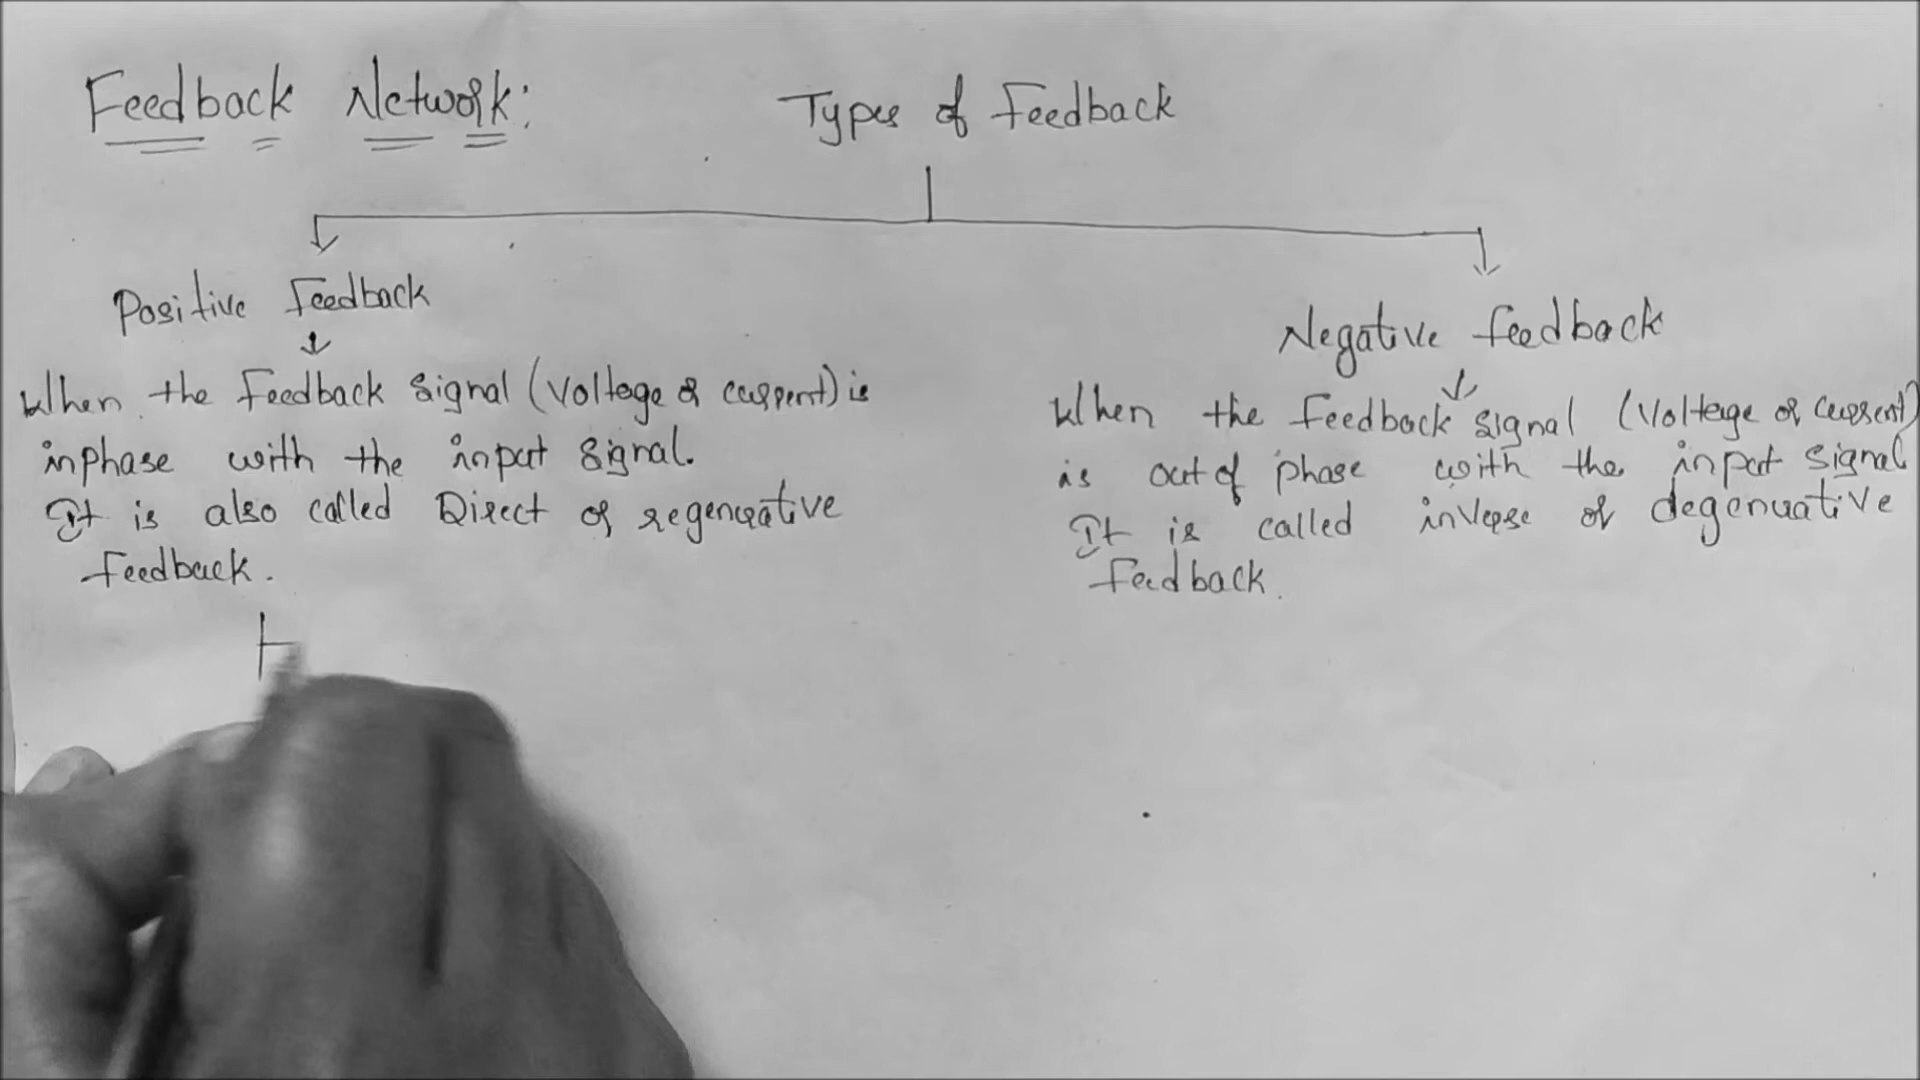 Feedback Network:
Types of Feedback
Positive Feedback
When the Feedback signal (Voltage or current) is
inphase with the input signal.
It is also called Direct or regenerative
Feedback.
Negative feedback
When the Feedback signal (Voltage or current)
is out of phase with the input signal
It is called inverse or degenerative
feedback.